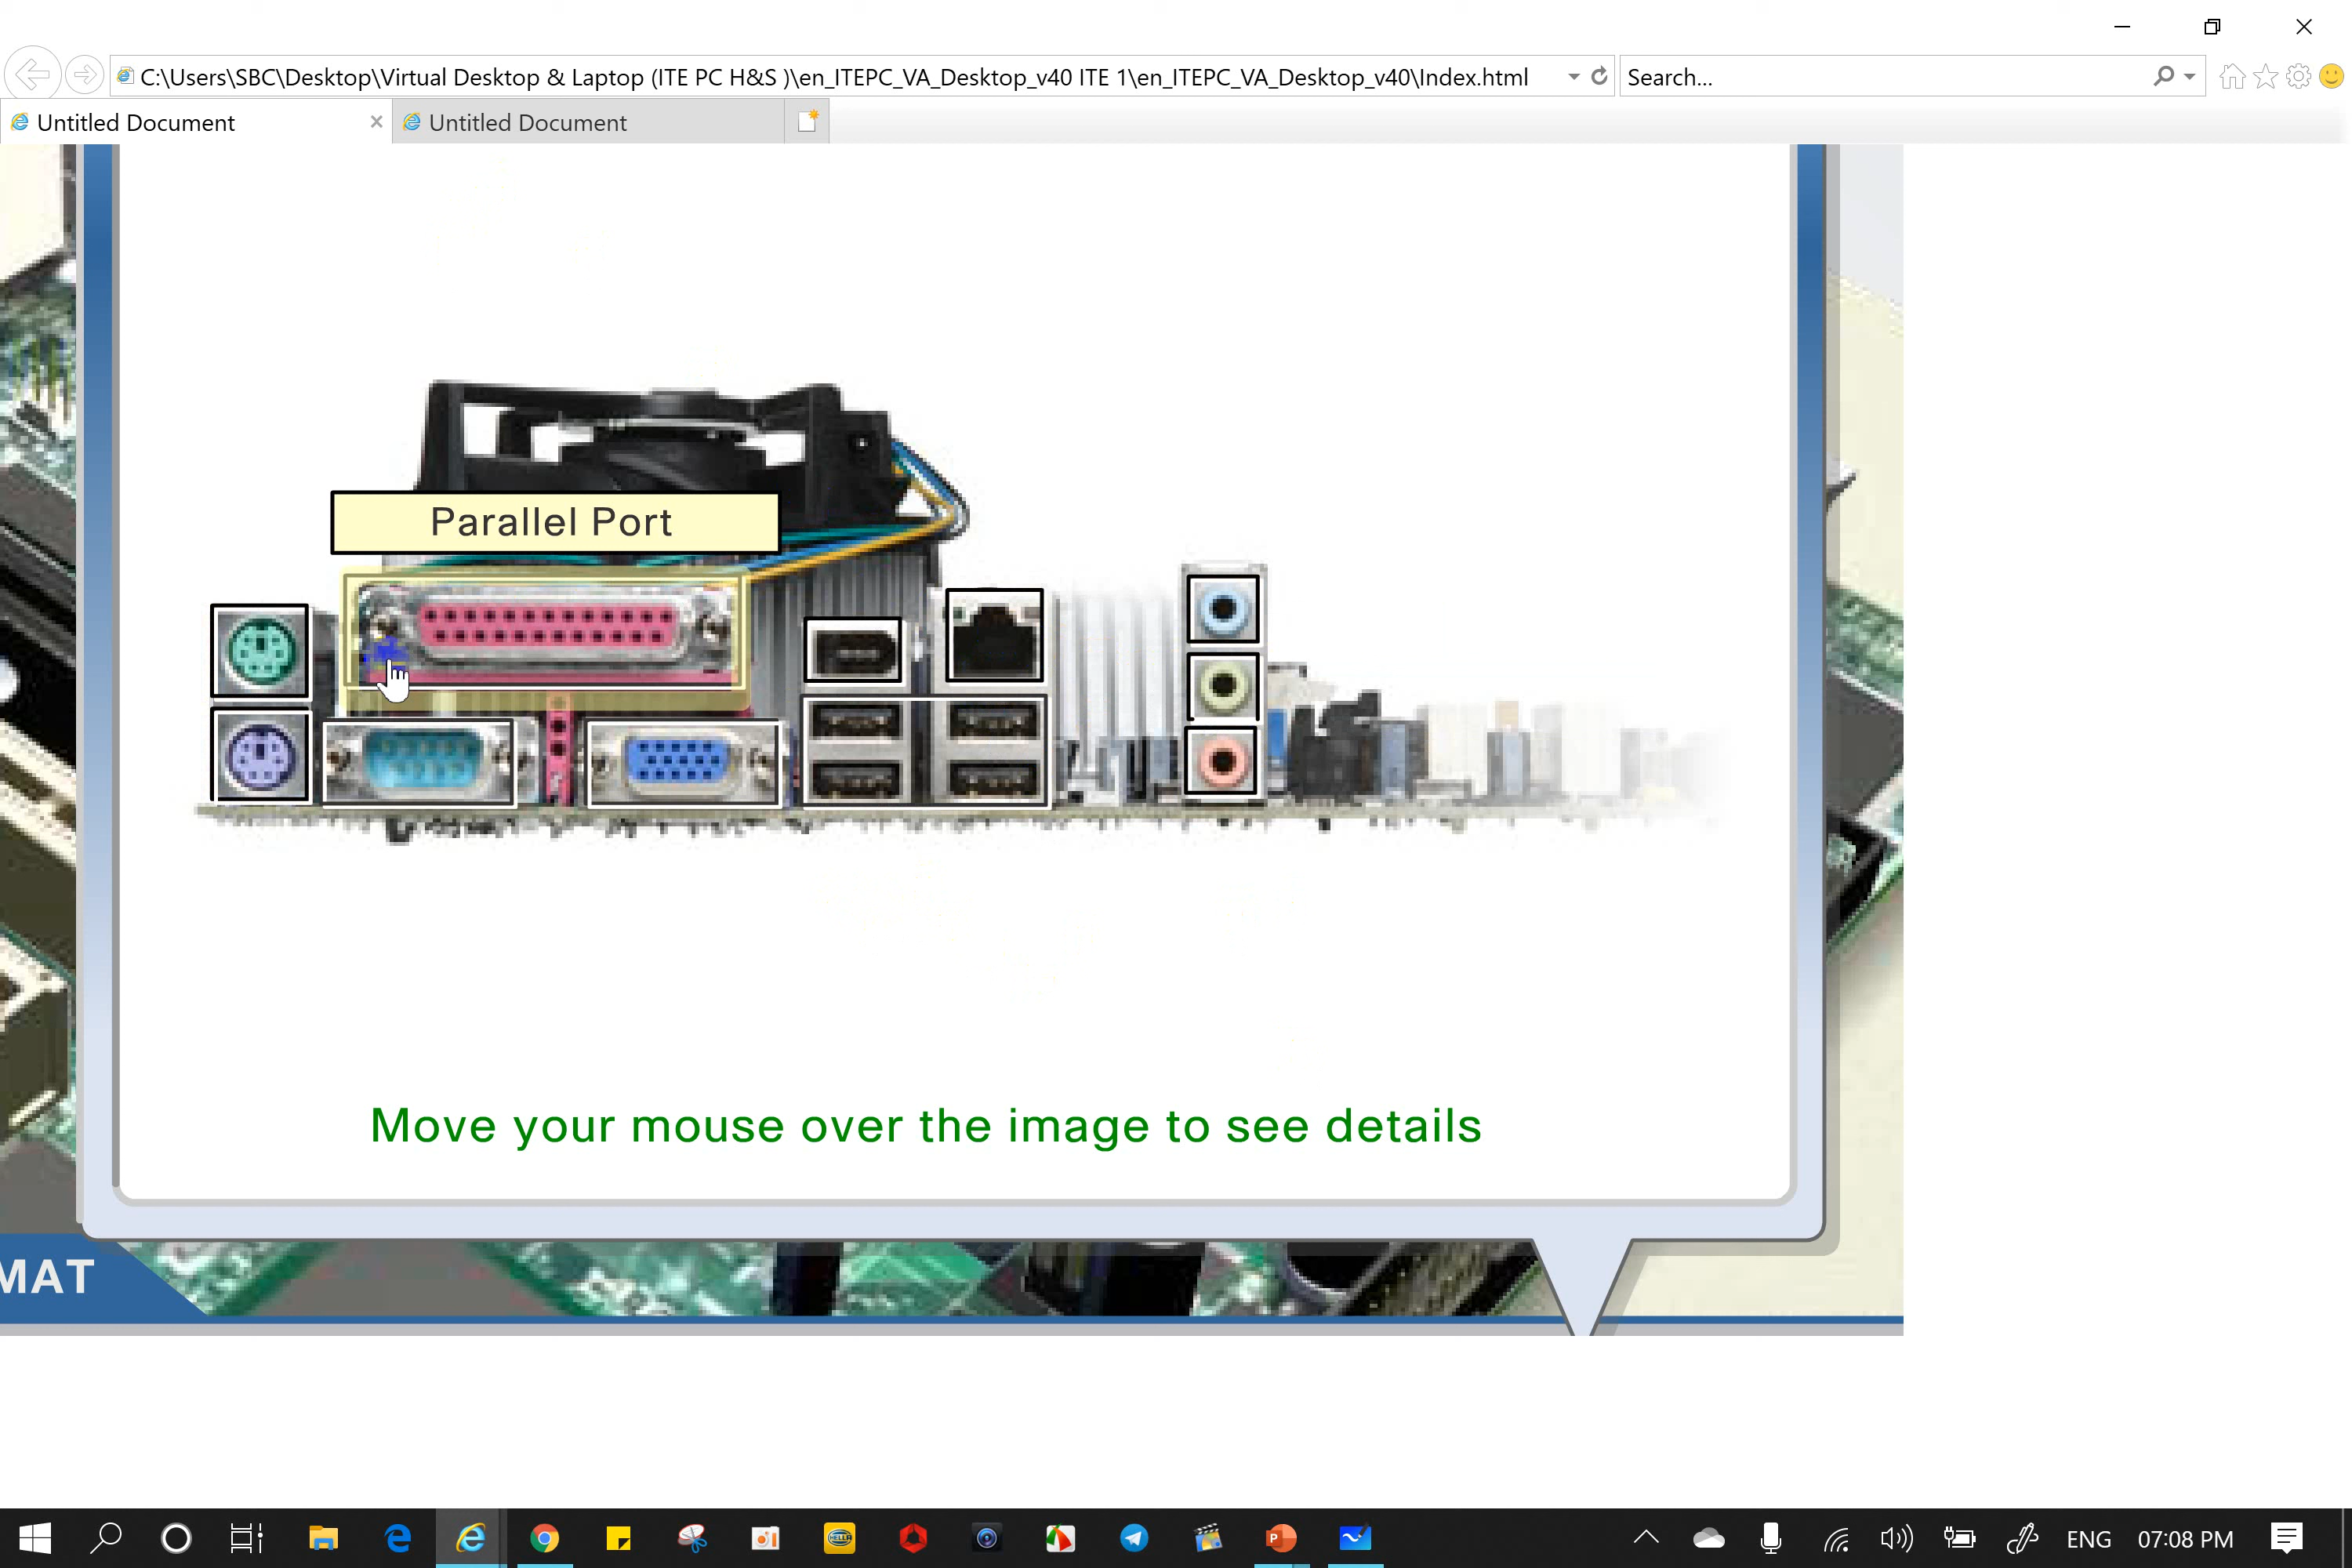 C:\Users\SBC\Desktop\Virtual Desktop & Laptop (ITE PC H&S )\en_ITEPC_VA_Desktop_v40 ITE 1\en_ITEPC_VA_Desktop_v40\Index.html
Search...
Untitled Document
Untitled Document
Parallel Port
Move your mouse over the image to see details
MAT
HELLA
ENG
07:08 PM